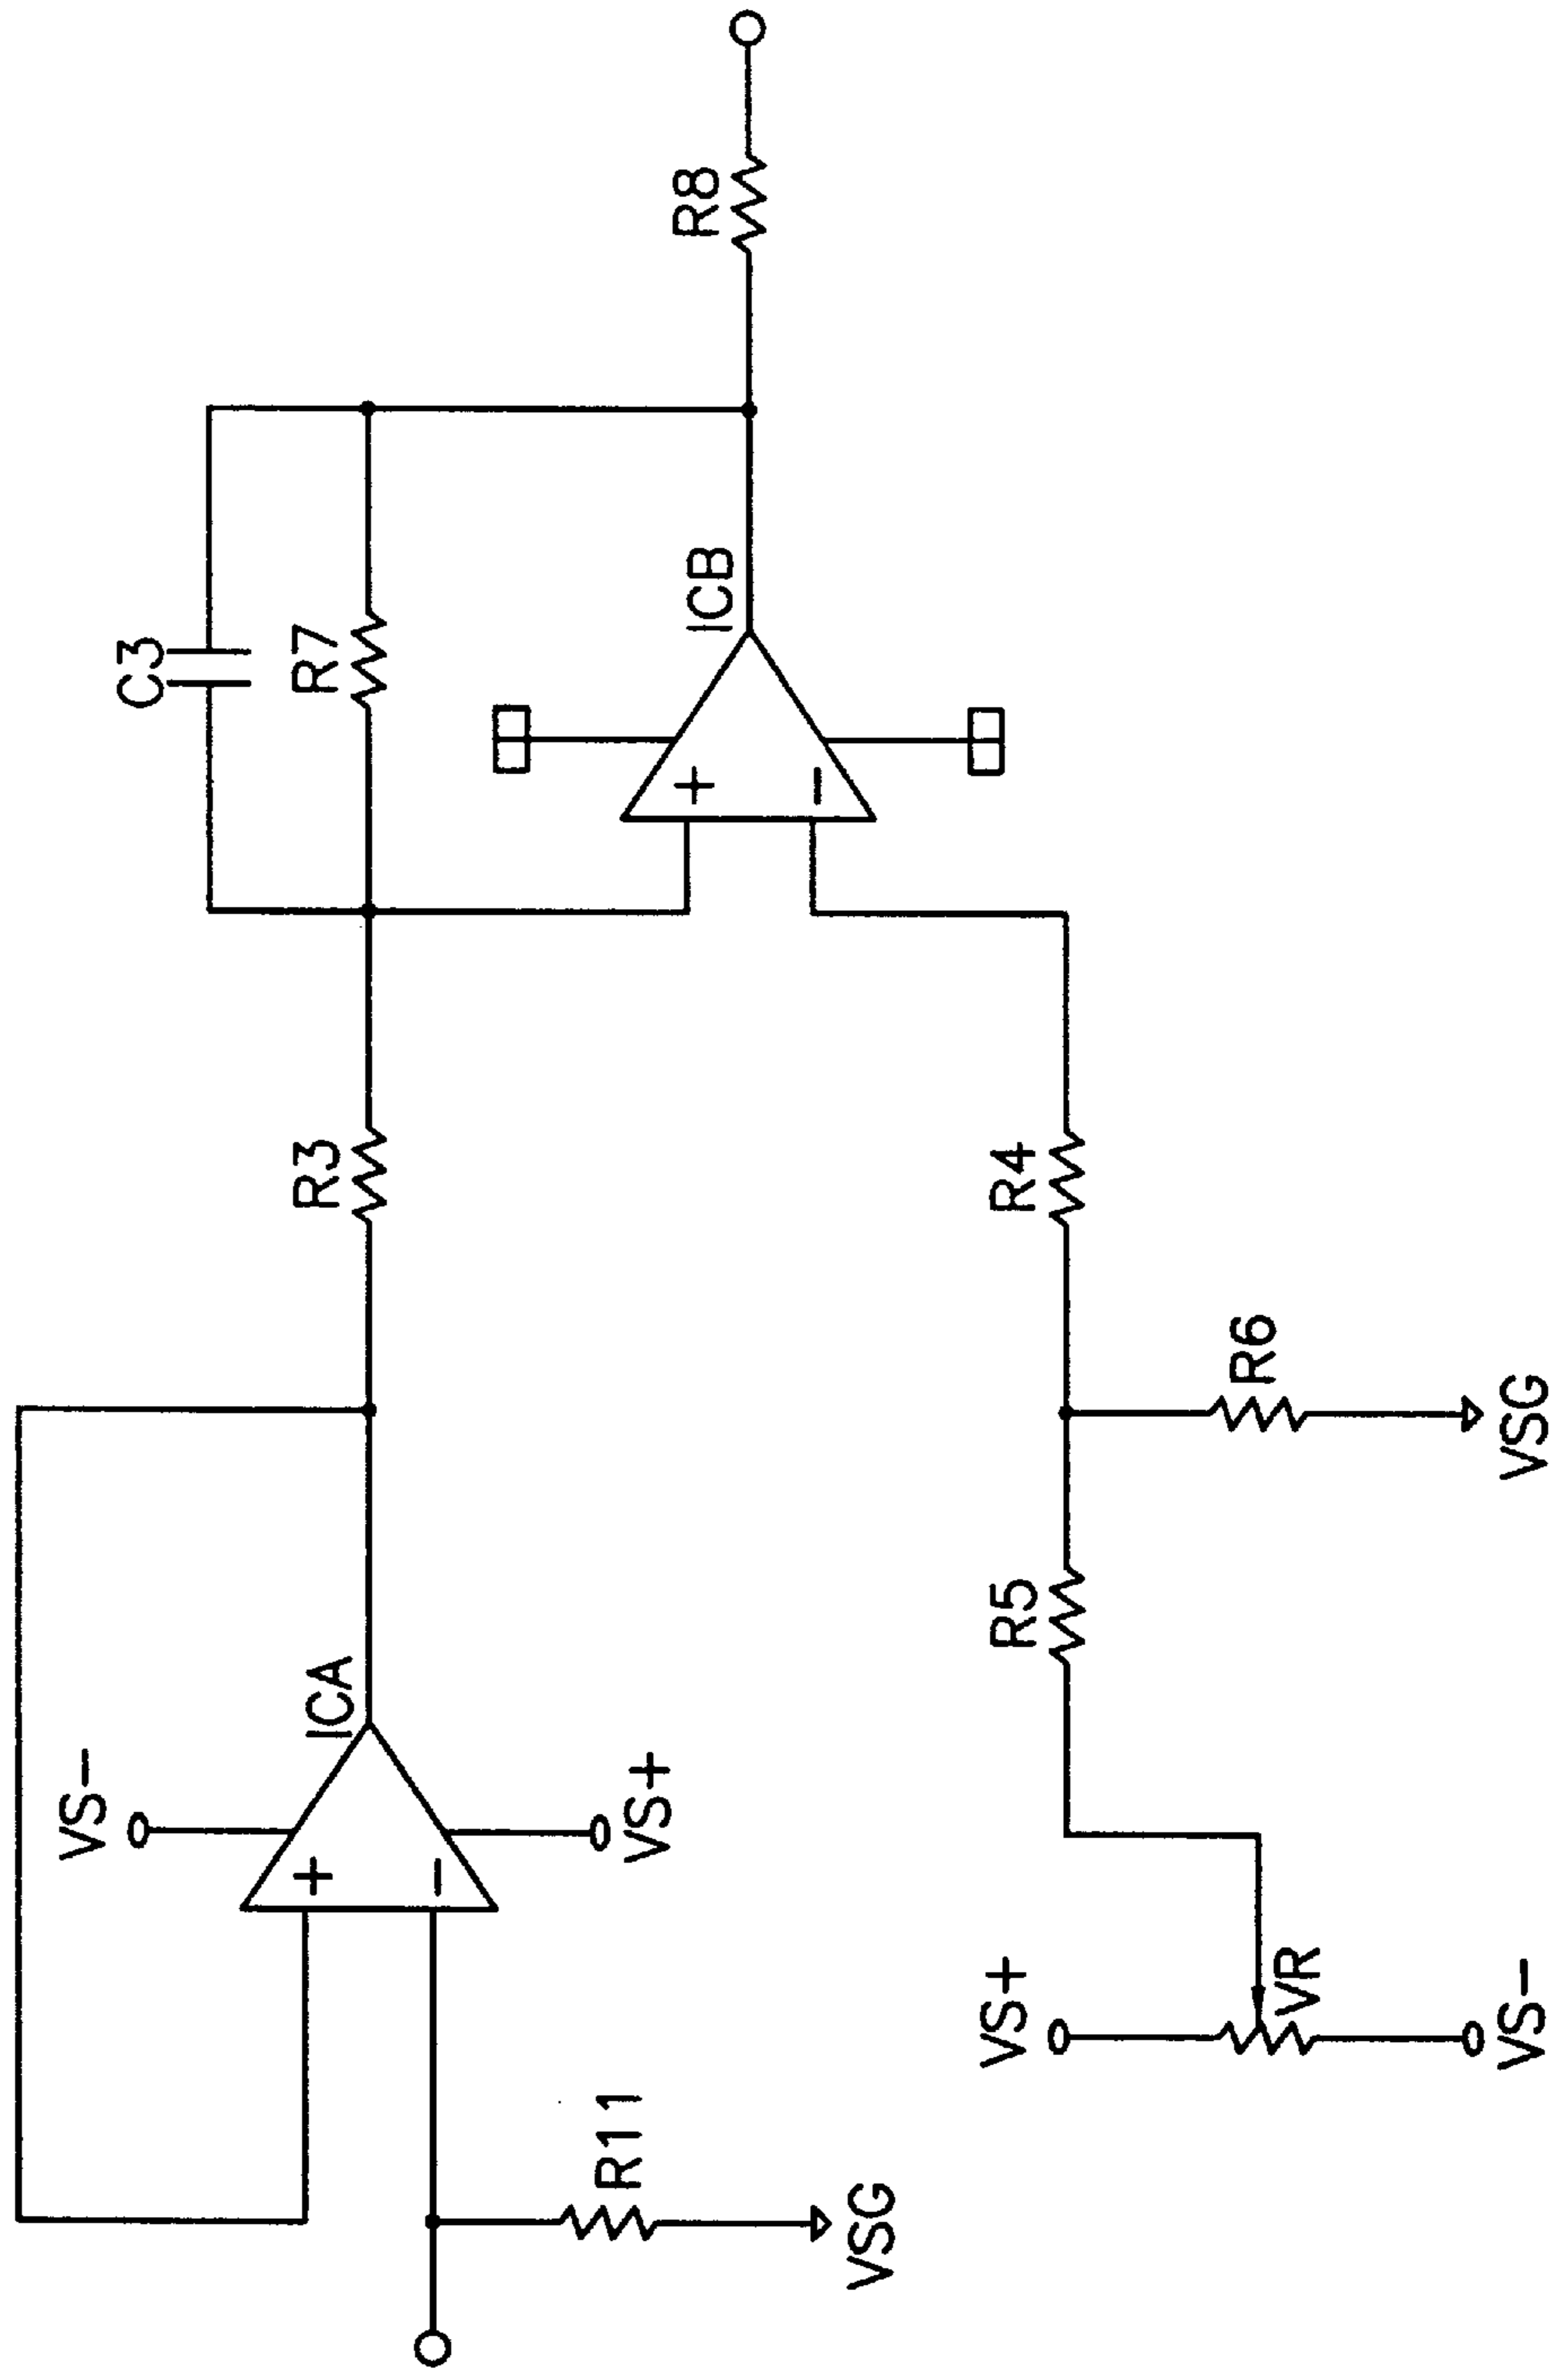 C3
R7
R8
ICB
+
−
R3
R4
R6
VSG
R5
ICA
VS−
VS+
+
−
R11
VSG
VS+
VR
VS−